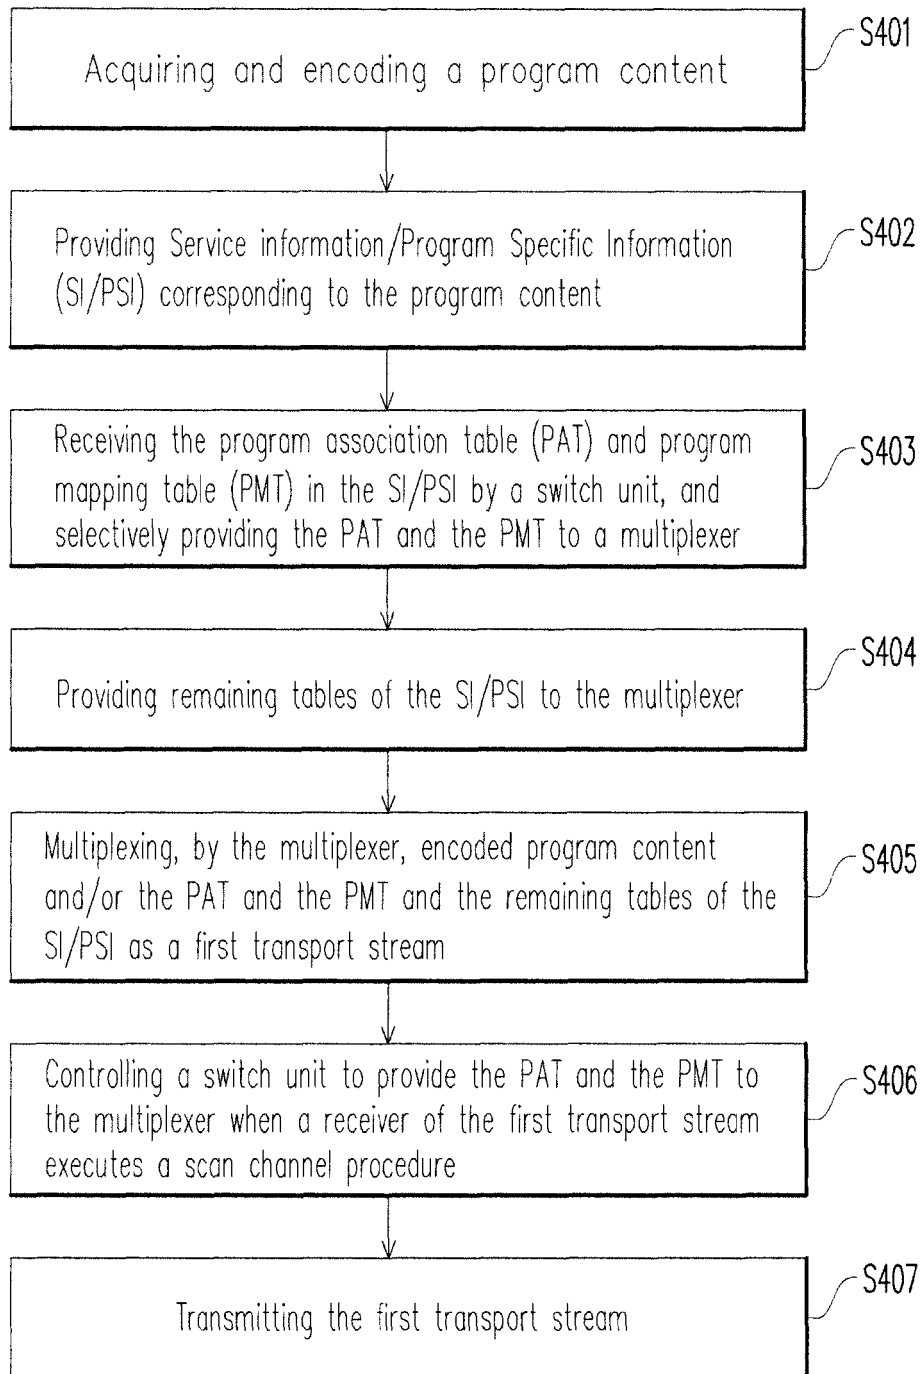 S401
Acquiring and encoding a program content
S402
Providing Service information/Program Specific Information
(SI/PSI) corresponding to the program content
S403
Receiving the program association table (PAT) and program
mapping table (PMT) in the SI/PSI by a switch unit, and
selectively providing the PAT and the PMT to a multiplexer
S404
Providing remaining tables of the SI/PSI to the multiplexer
S405
Multiplexing, by the multiplexer, encoded program content
and/or the PAT and the PMT and the remaining tables of the
SI/PSI as a first transport stream
S406
Controlling a switch unit to provide the PAT and the PMT to
the multiplexer when a receiver of the first transport stream
executes a scan channel procedure
S407
Transmitting the first transport stream